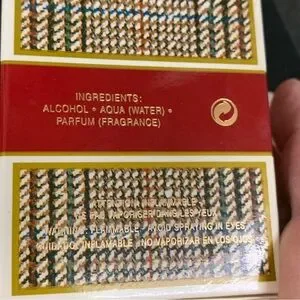 INGREDIENTS:
ALCOHOL • AQUA (WATER) •
PARFUM (FRAGRANCE)
ATTENTION: INFLAMMABLE
NE PAS VAPORISER DANS LES YEUX
WARNING: FLAMMABLE - AVOID SPRAYING IN EYES
CUIDADO: INFLAMABLE - NO VAPORIZAR EN LOS OJOS